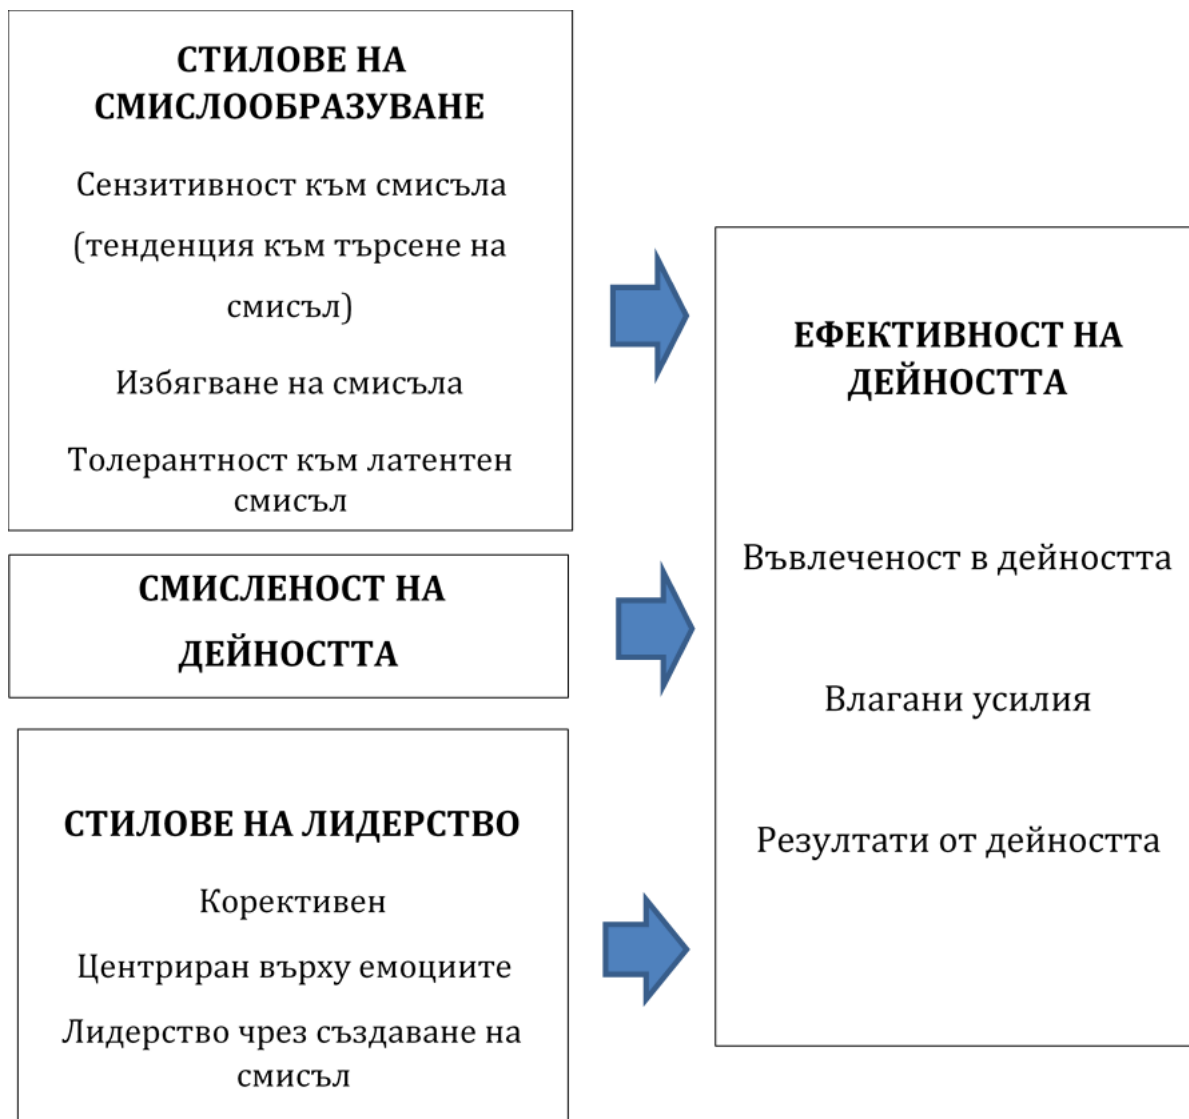 СТИЛОВЕ НА
СМИСЛООБРАЗУВАНЕ
Сензитивност към смисъла
(тенденция към търсене на
смисъл)
Избягване на смисъла
Толерантност към латентен
смисъл
СМИСЛЕНОСТ НА
ДЕЙНОСТТА
СТИЛОВЕ НА ЛИДЕРСТВО
Корективен
Центриран върху емоциите
Лидерство чрез създаване на
смисъл
ЕФЕКТИВНОСТ НА
ДЕЙНОСТТА
Въвлеченост в дейността
Влагани усилия
Резултати от дейността